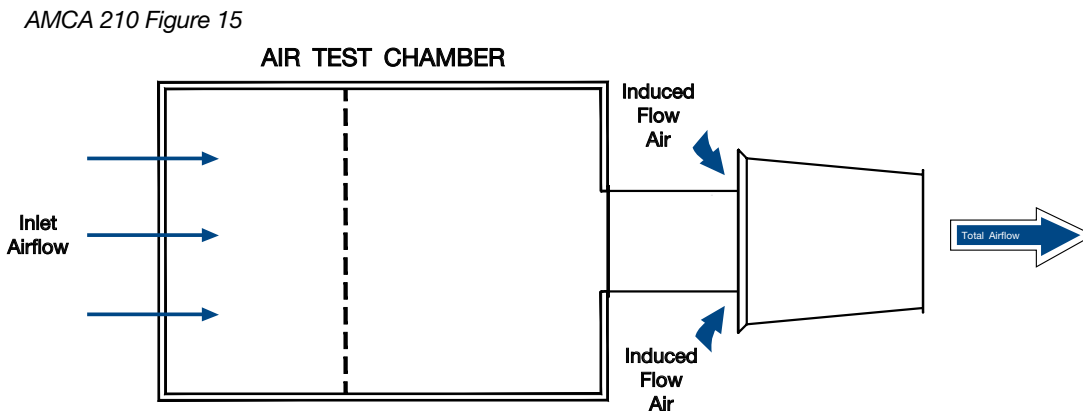 AMCA 210 Figure 15
AIR TEST CHAMBER
Induced
Flow
Air
Inlet
Airflow
Total Airflow
Induced
Flow
Air